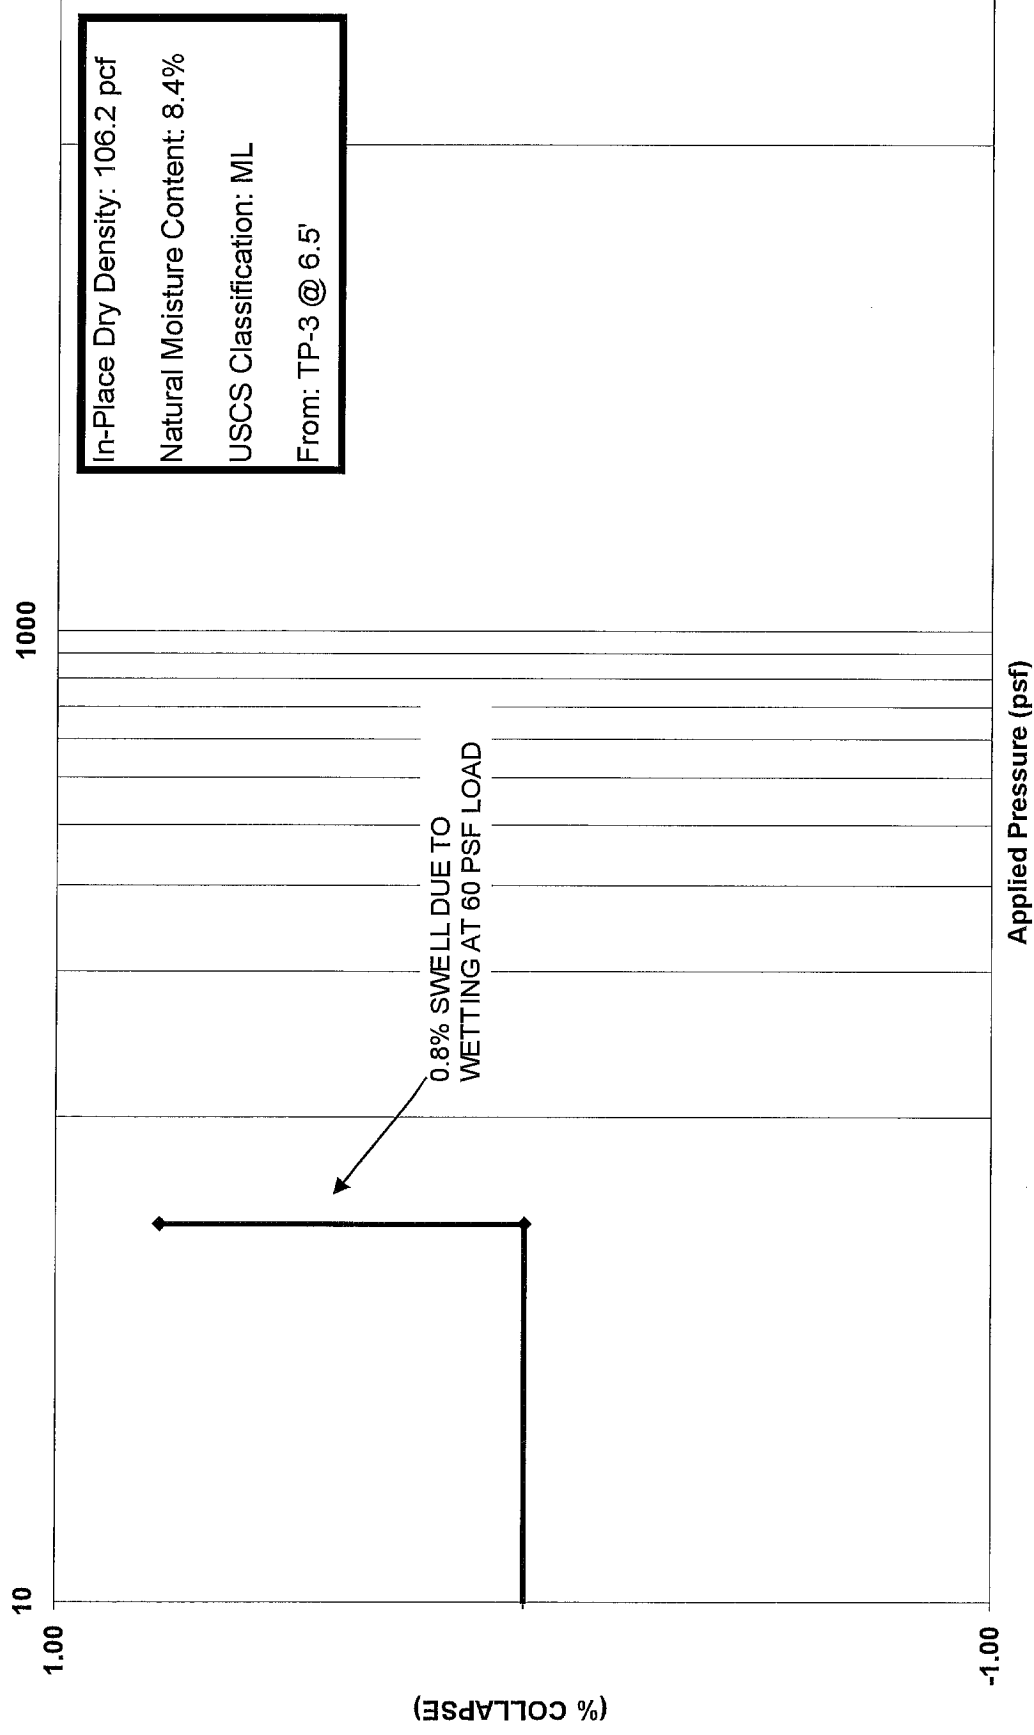 10
1000
In-Place Dry Density: 106.2 pcf
Natural Moisture Content: 8.4%
USCS Classification: ML
From: TP-3 @ 6.5'
1.00
(% COLLAPSE)
0.8% SWELL DUE TO
WETTING AT 60 PSF LOAD
-1.00
Applied Pressure (psf)